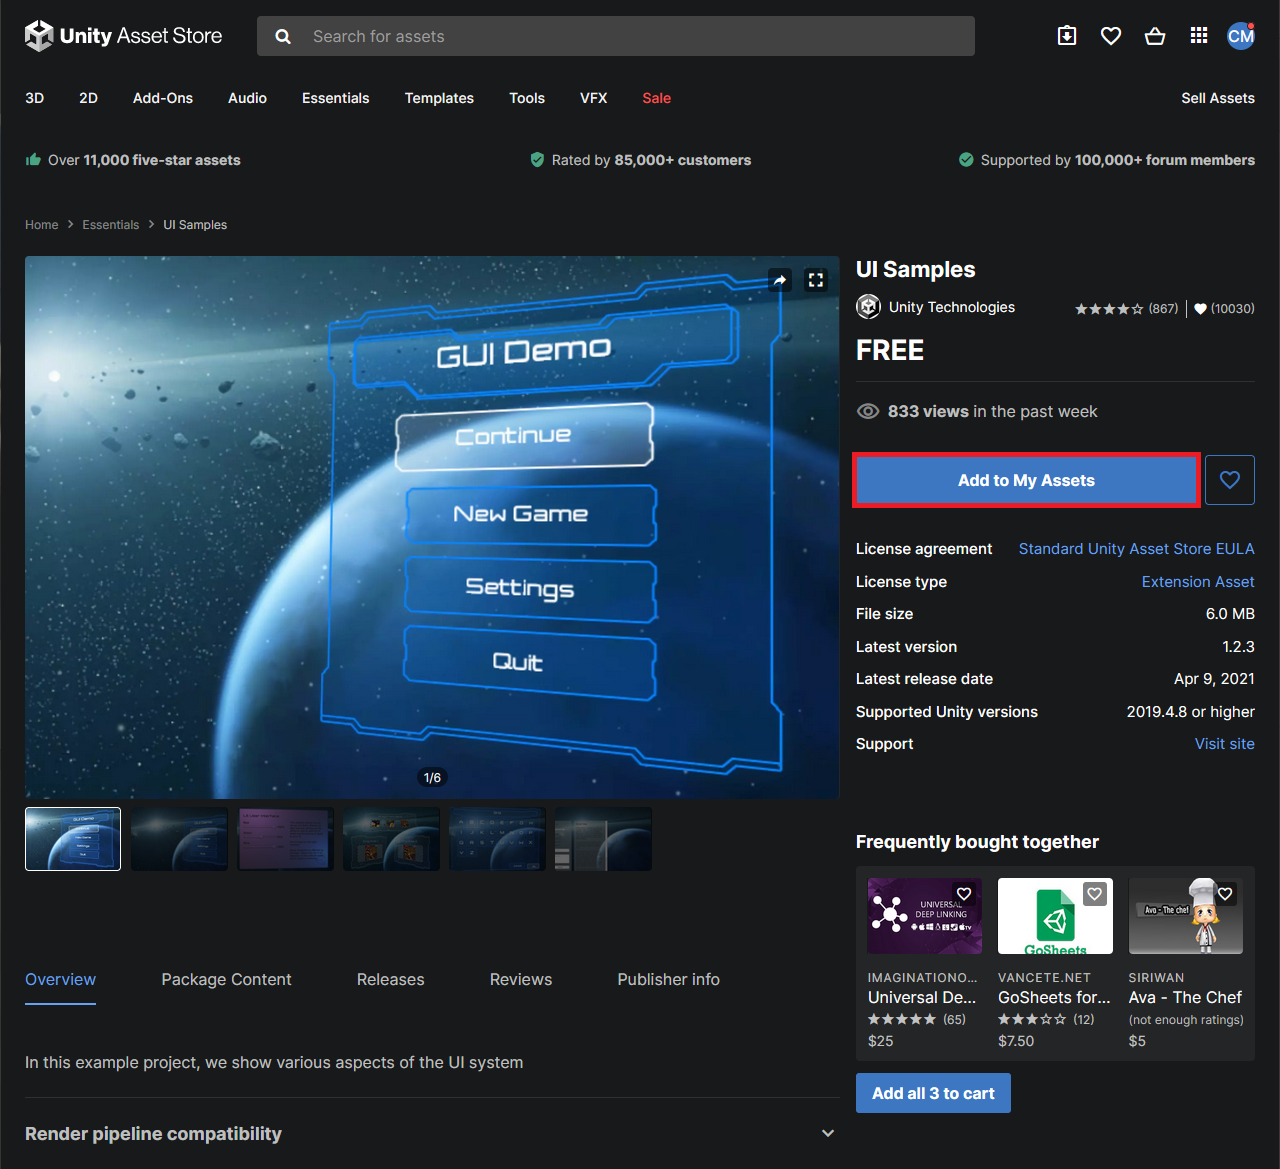 Unity Asset Store
Search for assets
CM
3D 2D Add-Ons Audio Essentials Templates Tools VFX Sale Sell Assets
Over 11,000 five-star assets Rated by 85,000+ customers Supported by 100,000+ forum members
Home > Essentials > UI Samples
GUI Demo
Continue
New Game
Settings
Quit
1/6
UI Samples
Unity Technologies (867) (10030)
FREE
833 views in the past week
Add to My Assets
License agreement Standard Unity Asset Store EULA
License type Extension Asset
File size 6.0 MB
Latest version 1.2.3
Latest release date Apr 9, 2021
Supported Unity versions 2019.4.8 or higher
Support Visit site
Frequently bought together
UNIVERSAL
DEEP LINKING
IMAGINATIONO...
Universal De...
(65)
$25
GoSheets
VANCETE.NET
GoSheets for...
(12)
$7.50
Ava - The chef
SIRIWAN
Ava - The Chef
(not enough ratings)
$5
Add all 3 to cart
Overview Package Content Releases Reviews Publisher info
In this example project, we show various aspects of the UI system
Render pipeline compatibility